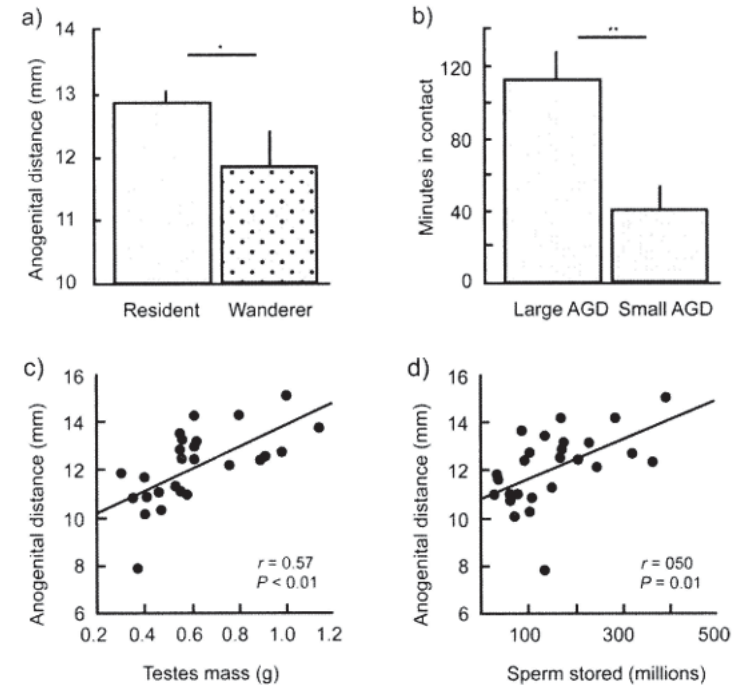 a)
14
13
12
11
10
Anogenital distance (mm)
*
Resident Wanderer
b)
120
80
40
0
Minutes in contact
**
Large AGD Small AGD
c)
16
14
12
10
8
6
Anogenital distance (mm)
r = 0.57
P < 0.01
0.2 0.4 0.6 0.8 1.0 1.2
Testes mass (g)
d)
16
14
12
10
8
6
Anogenital distance (mm)
r = 050
P = 0.01
100 300 500
Sperm stored (millions)